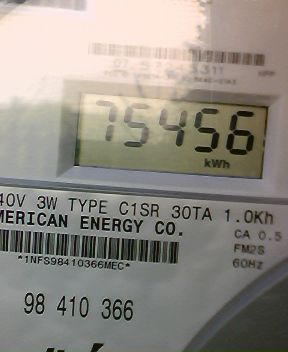 75456
kWh
40V 3W TYPE C1SR 30TA 1.0Kh
MERICAN ENERGY CO.
CA 0.5
FM2S
60Hz
*1NFS98410366MEC*
98 410 366